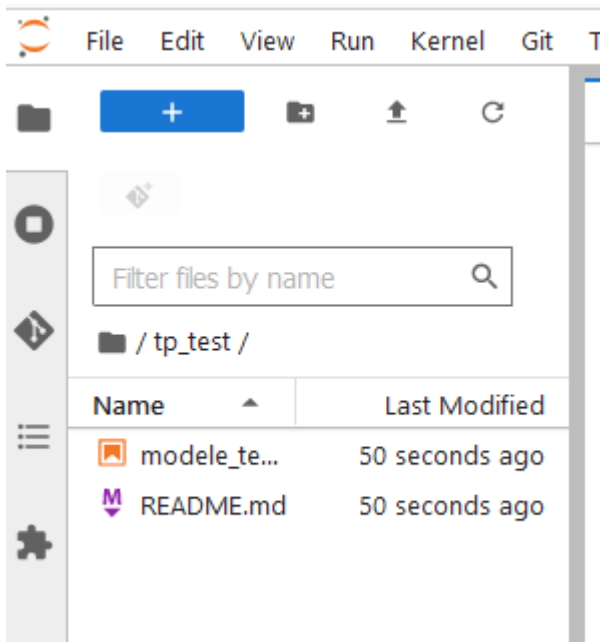 File Edit View Run Kernel Git T
Filter files by name
/ tp_test /
Name Last Modified
modele_te... 50 seconds ago
M README.md 50 seconds ago